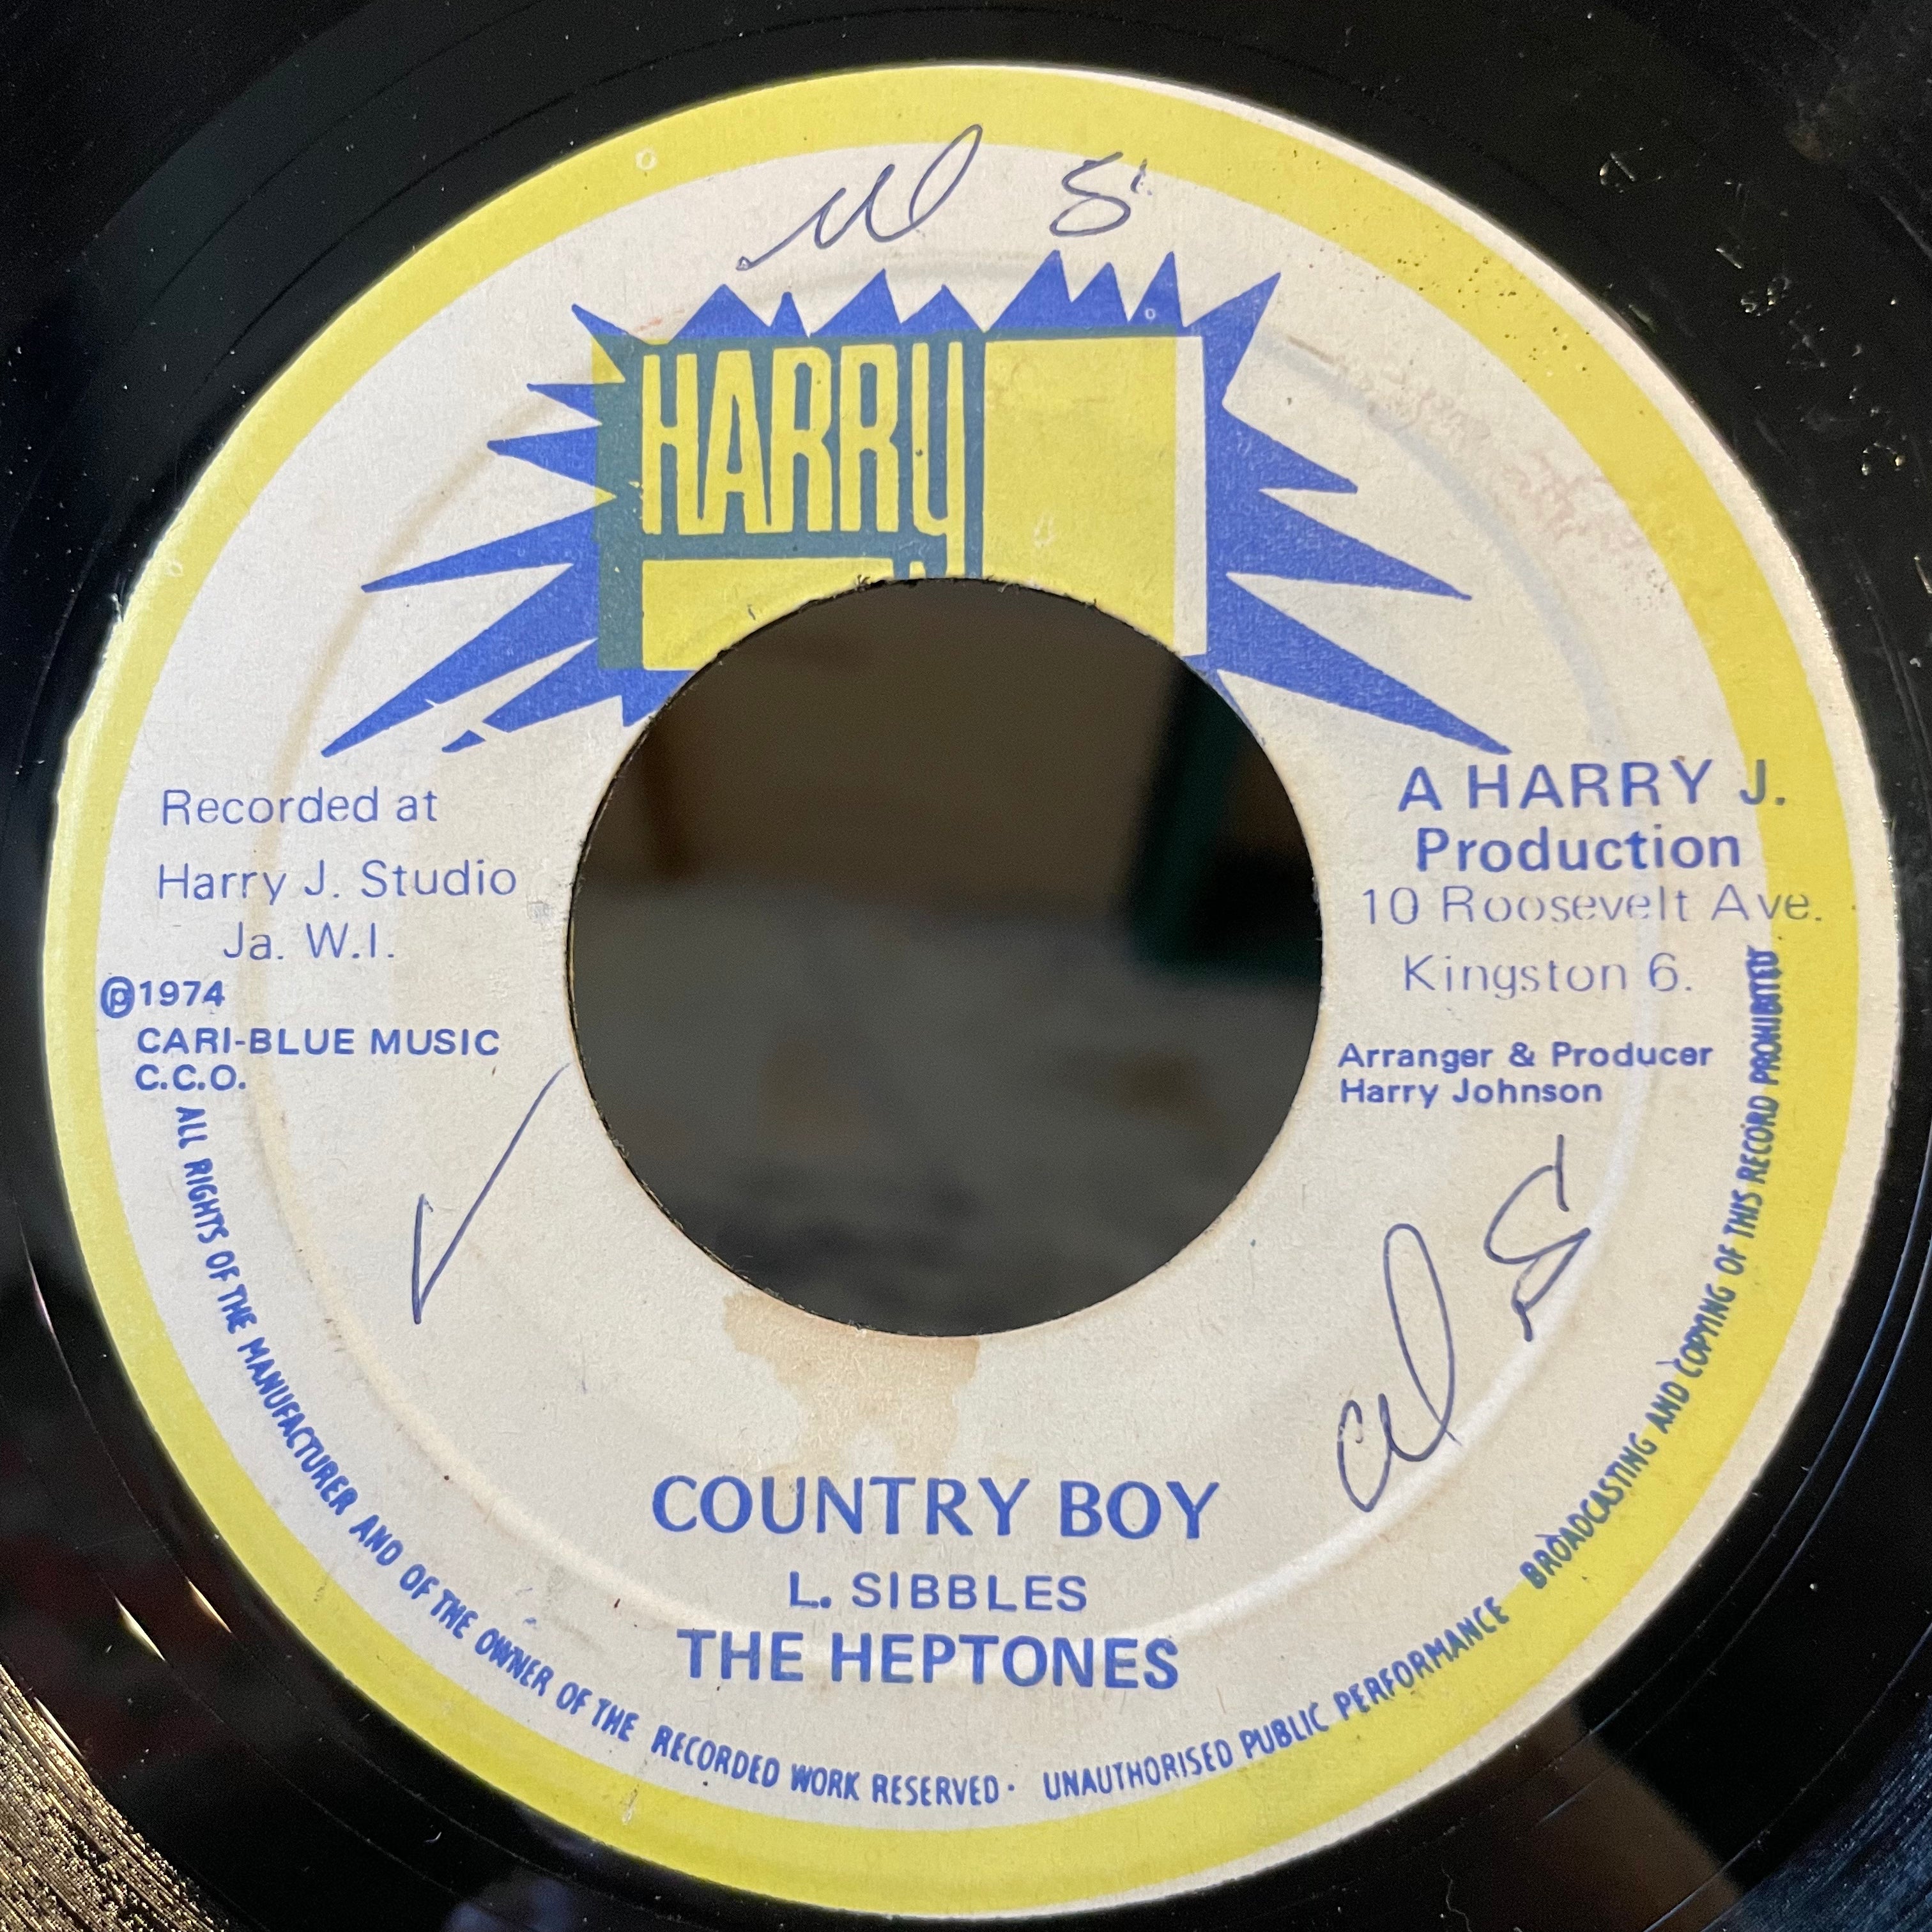 HARRY
Recorded at
Harry J. Studio
Ja. W.I.
℗1974
CARI-BLUE MUSIC
C.C.O.
A HARRY J.
Production
10 Roosevelt Ave.
Kingston 6.
Arranger & Producer
Harry Johnson
COUNTRY BOY
L. SIBBLES
THE HEPTONES
ALL RIGHTS OF THE MANUFACTURER AND OF THE OWNER OF THE RECORDED WORK RESERVED · UNAUTHORISED PUBLIC PERFORMANCE BROADCASTING AND COPYING OF THIS RECORD PROHIBITED